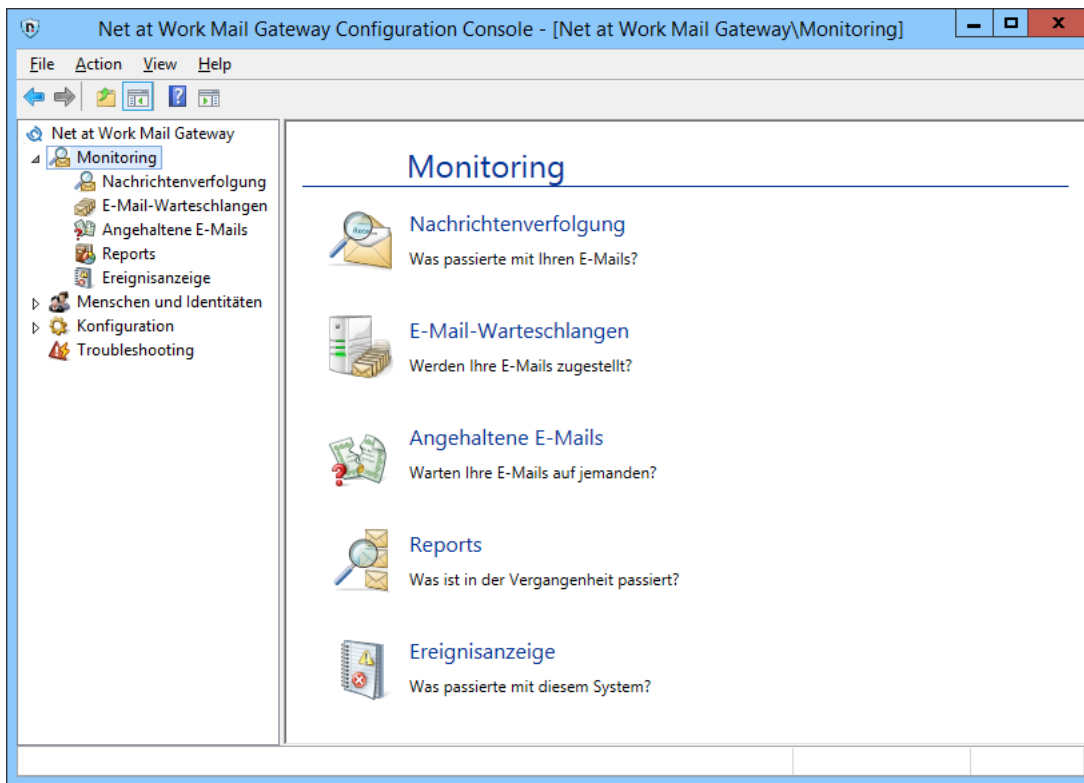 Net at Work Mail Gateway Configuration Console - [Net at Work Mail Gateway\Monitoring]
File Action View Help
Net at Work Mail Gateway
Monitoring
Nachrichtenverfolgung
E-Mail-Warteschlangen
Angehaltene E-Mails
Reports
Ereignisanzeige
Menschen und Identitäten
Konfiguration
Troubleshooting
Monitoring
Nachrichtenverfolgung
Was passierte mit Ihren E-Mails?
E-Mail-Warteschlangen
Werden Ihre E-Mails zugestellt?
Angehaltene E-Mails
Warten Ihre E-Mails auf jemanden?
Reports
Was ist in der Vergangenheit passiert?
Ereignisanzeige
Was passierte mit diesem System?